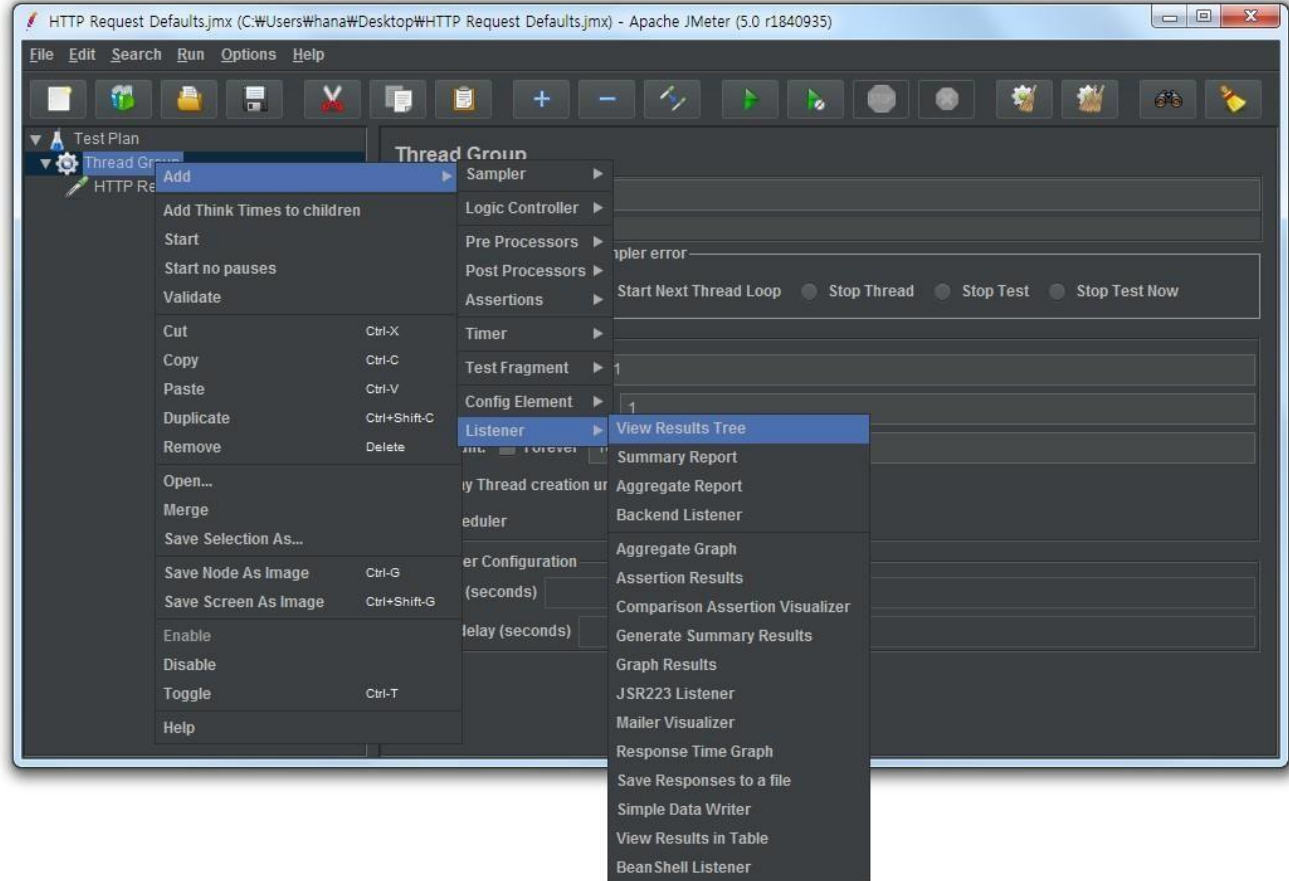 HTTP Request Defaults.jmx (C:₩Users₩hana₩Desktop₩HTTP Request Defaults.jmx) - Apache JMeter (5.0 r1840935)
File Edit Search Run Options Help
Test Plan
Thread Group
HTTP Re
Add
Add Think Times to children
Start
Start no pauses
Validate
Cut Ctrl-X
Copy Ctrl-C
Paste Ctrl-V
Duplicate Ctrl+Shift-C
Remove Delete
Open...
Merge
Save Selection As...
Save Node As Image Ctrl-G
Save Screen As Image Ctrl+Shift-G
Enable
Disable
Toggle Ctrl-T
Help
Sampler
Logic Controller
Pre Processors
Post Processors
Assertions
Timer
Test Fragment
Config Element
Listener
View Results Tree
Summary Report
Aggregate Report
Backend Listener
Aggregate Graph
Assertion Results
Comparison Assertion Visualizer
Generate Summary Results
Graph Results
JSR223 Listener
Mailer Visualizer
Response Time Graph
Save Responses to a file
Simple Data Writer
View Results in Table
BeanShell Listener
Thread Group
mpler error
Start Next Thread Loop Stop Thread Stop Test Stop Test Now
1
1
Forever
y Thread creation un
eduler
er Configuration
(seconds)
delay (seconds)